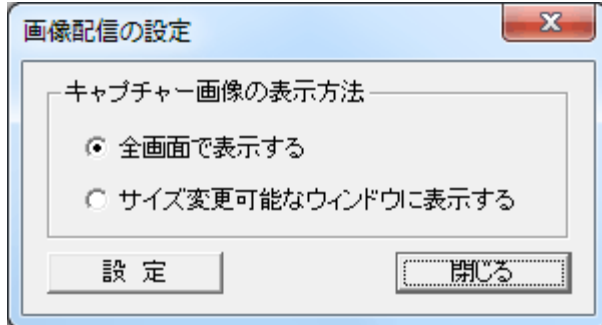 画像配信の設定
キャプチャー画像の表示方法
全画面で表示する
サイズ変更可能なウィンドウに表示する
設 定
閉じる